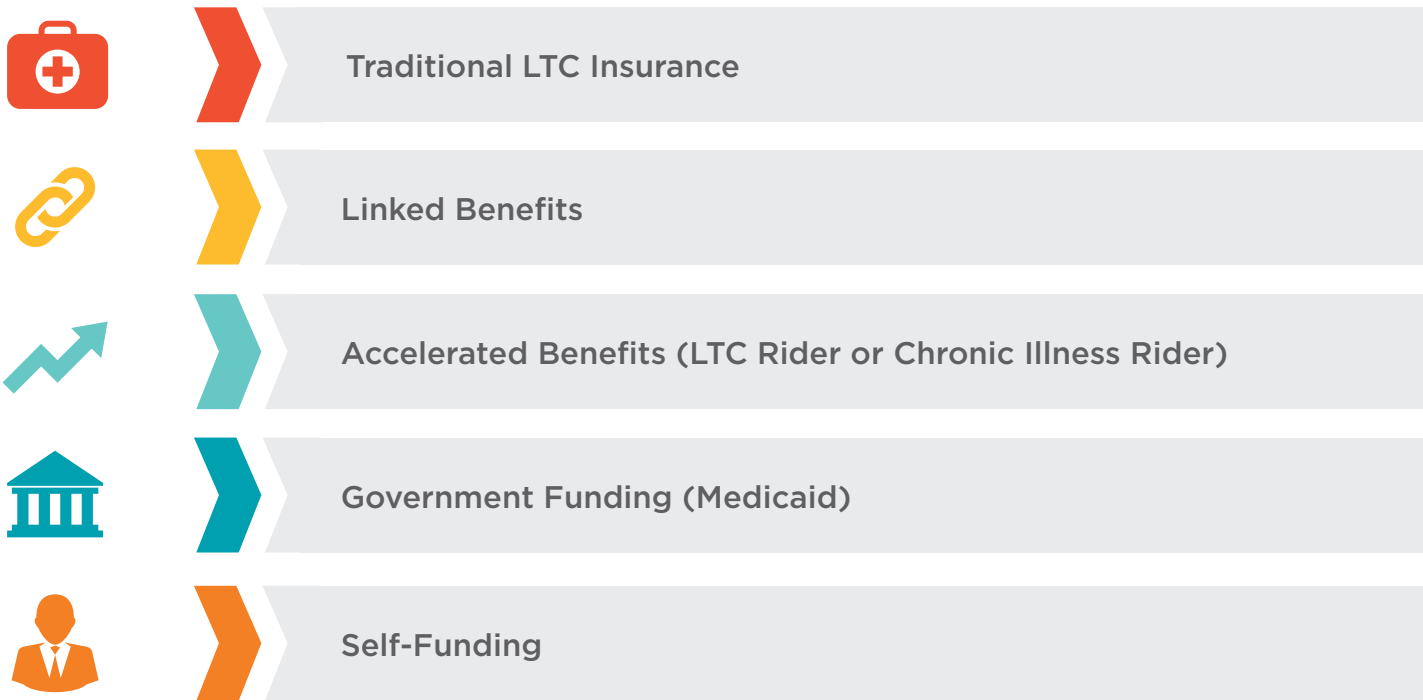 Traditional LTC Insurance
Linked Benefits
Accelerated Benefits (LTC Rider or Chronic Illness Rider)
Government Funding (Medicaid)
Self-Funding